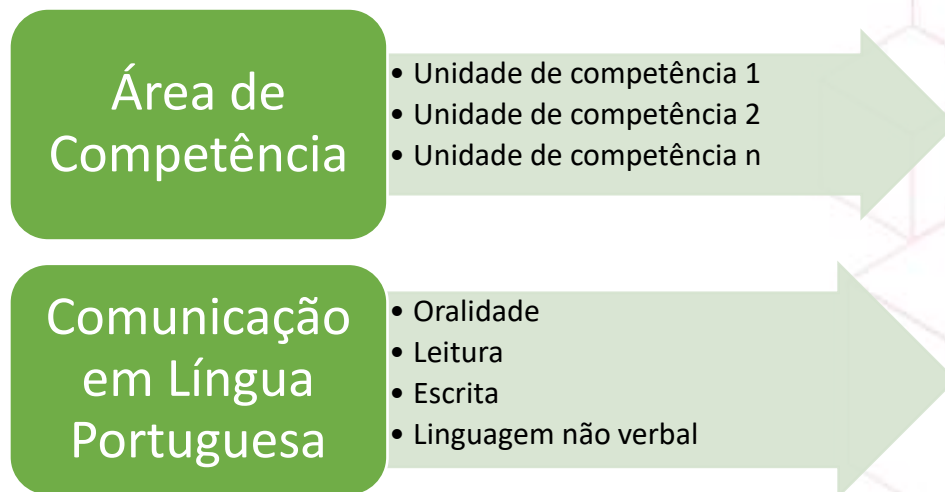 Área de
Competência
• Unidade de competência 1
• Unidade de competência 2
• Unidade de competência n
Comunicação
em Língua
Portuguesa
• Oralidade
• Leitura
• Escrita
• Linguagem não verbal